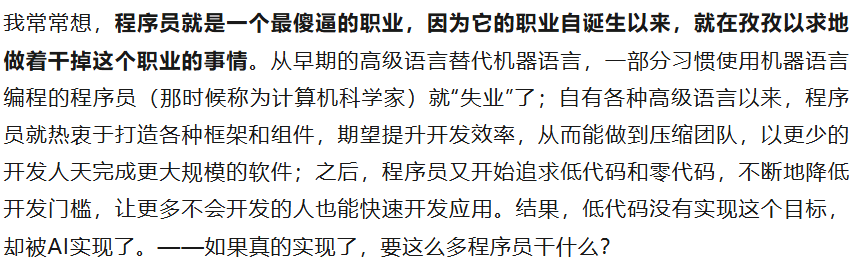 我常常想，程序员就是一个最傻逼的职业，因为它的职业自诞生以来，就在孜孜以求地
做着干掉这个职业的事情。从早期的高级语言替代机器语言，一部分习惯使用机器语言
编程的程序员（那时候称为计算机科学家）就“失业”了；自有各种高级语言以来，程序
员就热衷于打造各种框架和组件，期望提升开发效率，从而能做到压缩团队，以更少的
开发人天完成更大规模的软件；之后，程序员又开始追求低代码和零代码，不断地降低
开发门槛，让更多不会开发的人也能快速开发应用。结果，低代码没有实现这个目标，
却被AI实现了。——如果真的实现了，要这么多程序员干什么？